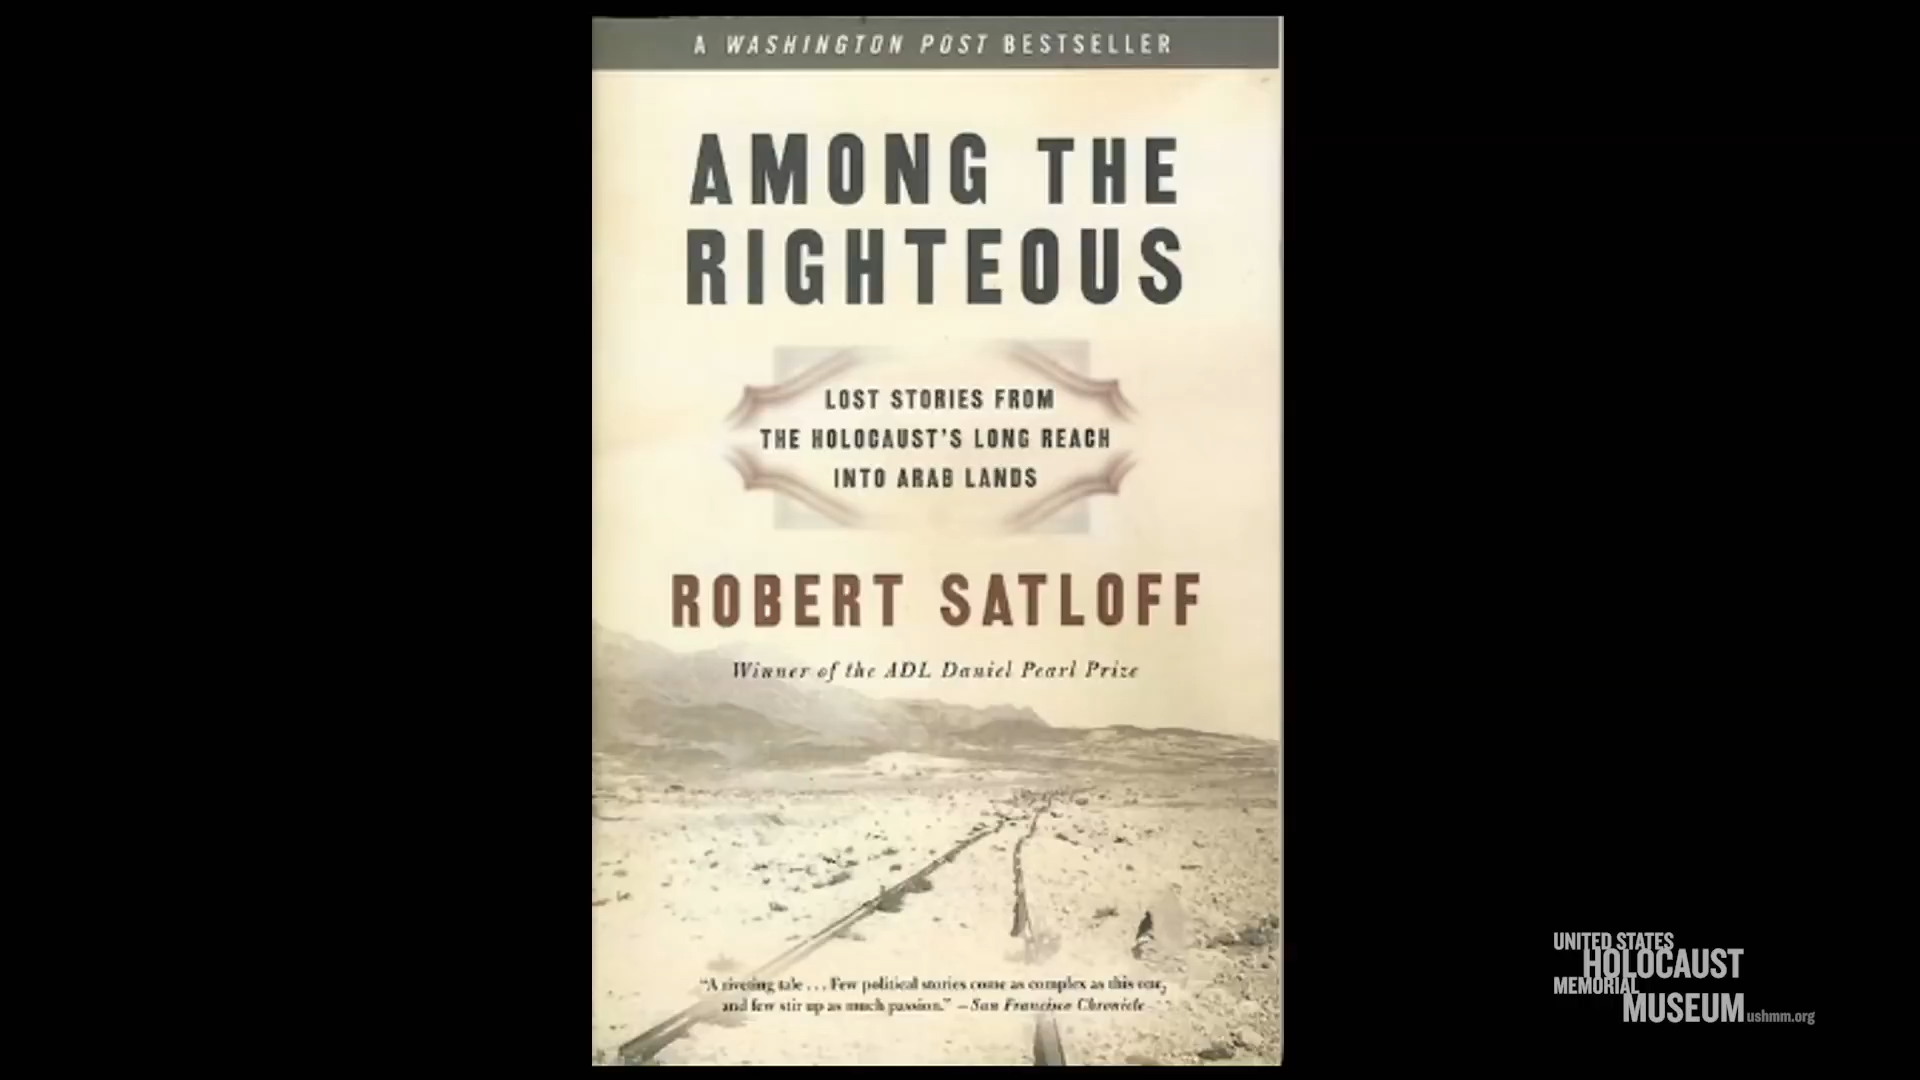 A WASHINGTON POST BESTSELLER
AMONG THE
RIGHTEOUS
LOST STORIES FROM
THE HOLOCAUST'S LONG REACH
INTO ARAB LANDS
ROBERT SATLOFF
Winner of the ADL Daniel Pearl Prize
“A riveting tale . . . Few political stories come as complex as this one,
and few stir up as much passion.” –San Francisco Chronicle
UNITED STATES
HOLOCAUST
MEMORIAL
MUSEUM ushmm.org